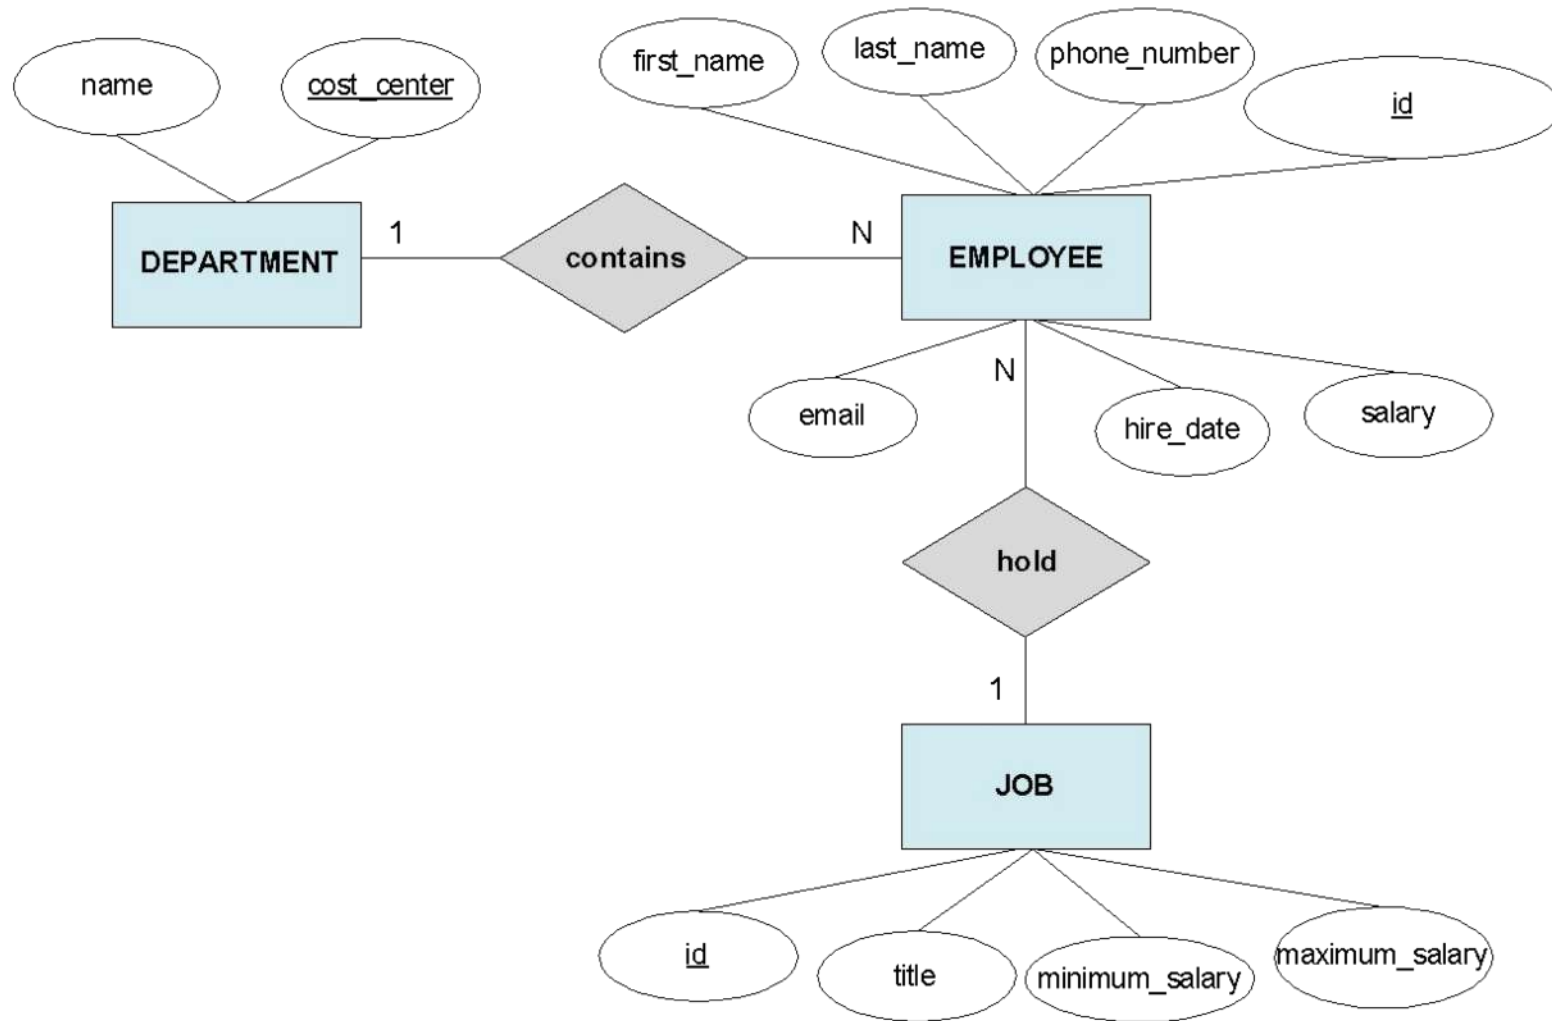 name
cost_center
first_name
last_name
phone_number
id
DEPARTMENT
1
contains
N
EMPLOYEE
email
N
hire_date
salary
hold
1
JOB
id
title
minimum_salary
maximum_salary